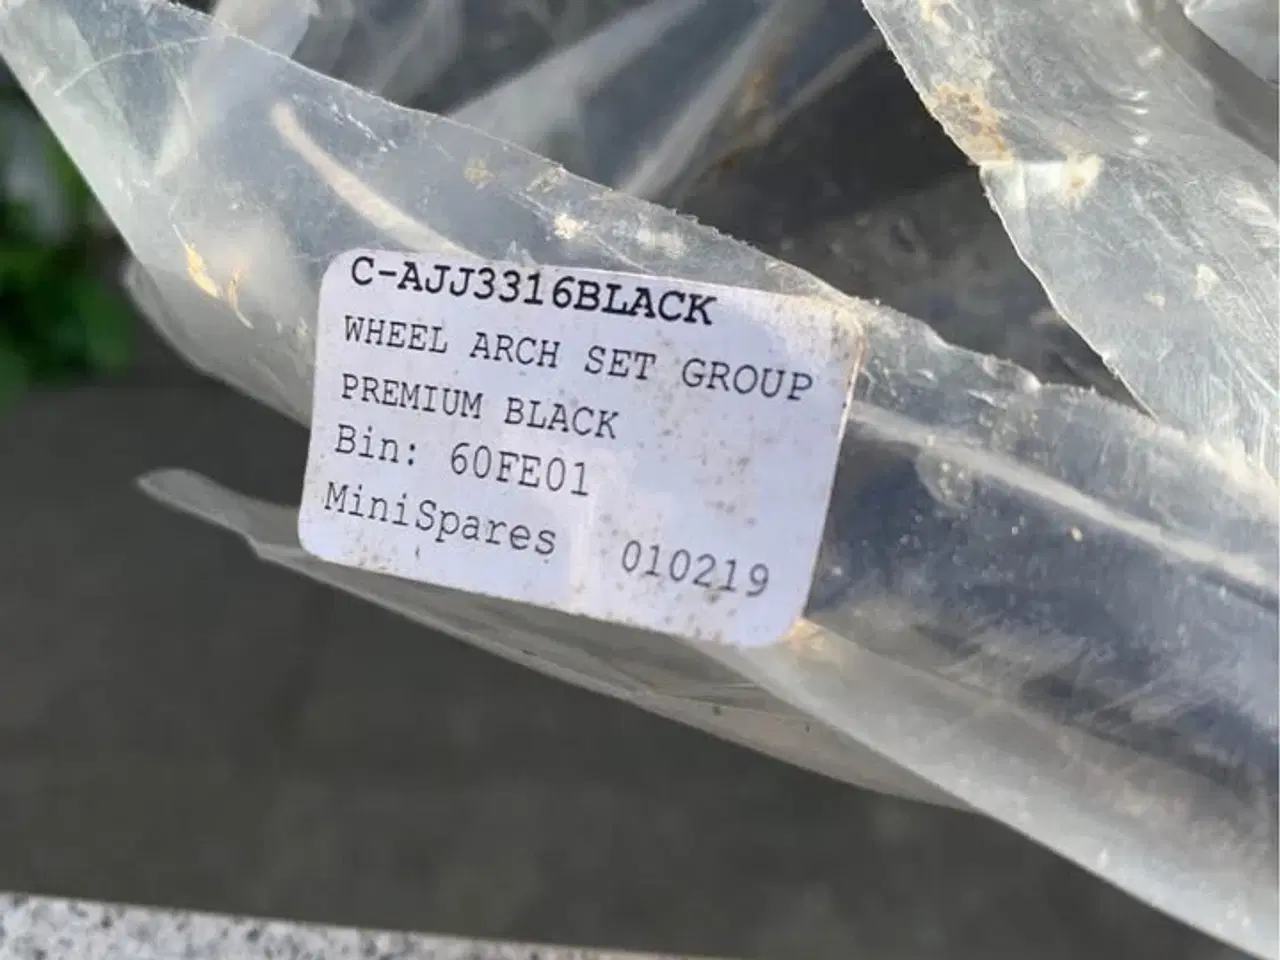 C-AJJ3316BLACK
WHEEL ARCH SET GROUP
PREMIUM BLACK
Bin: 60FE01
MiniSpares 010219